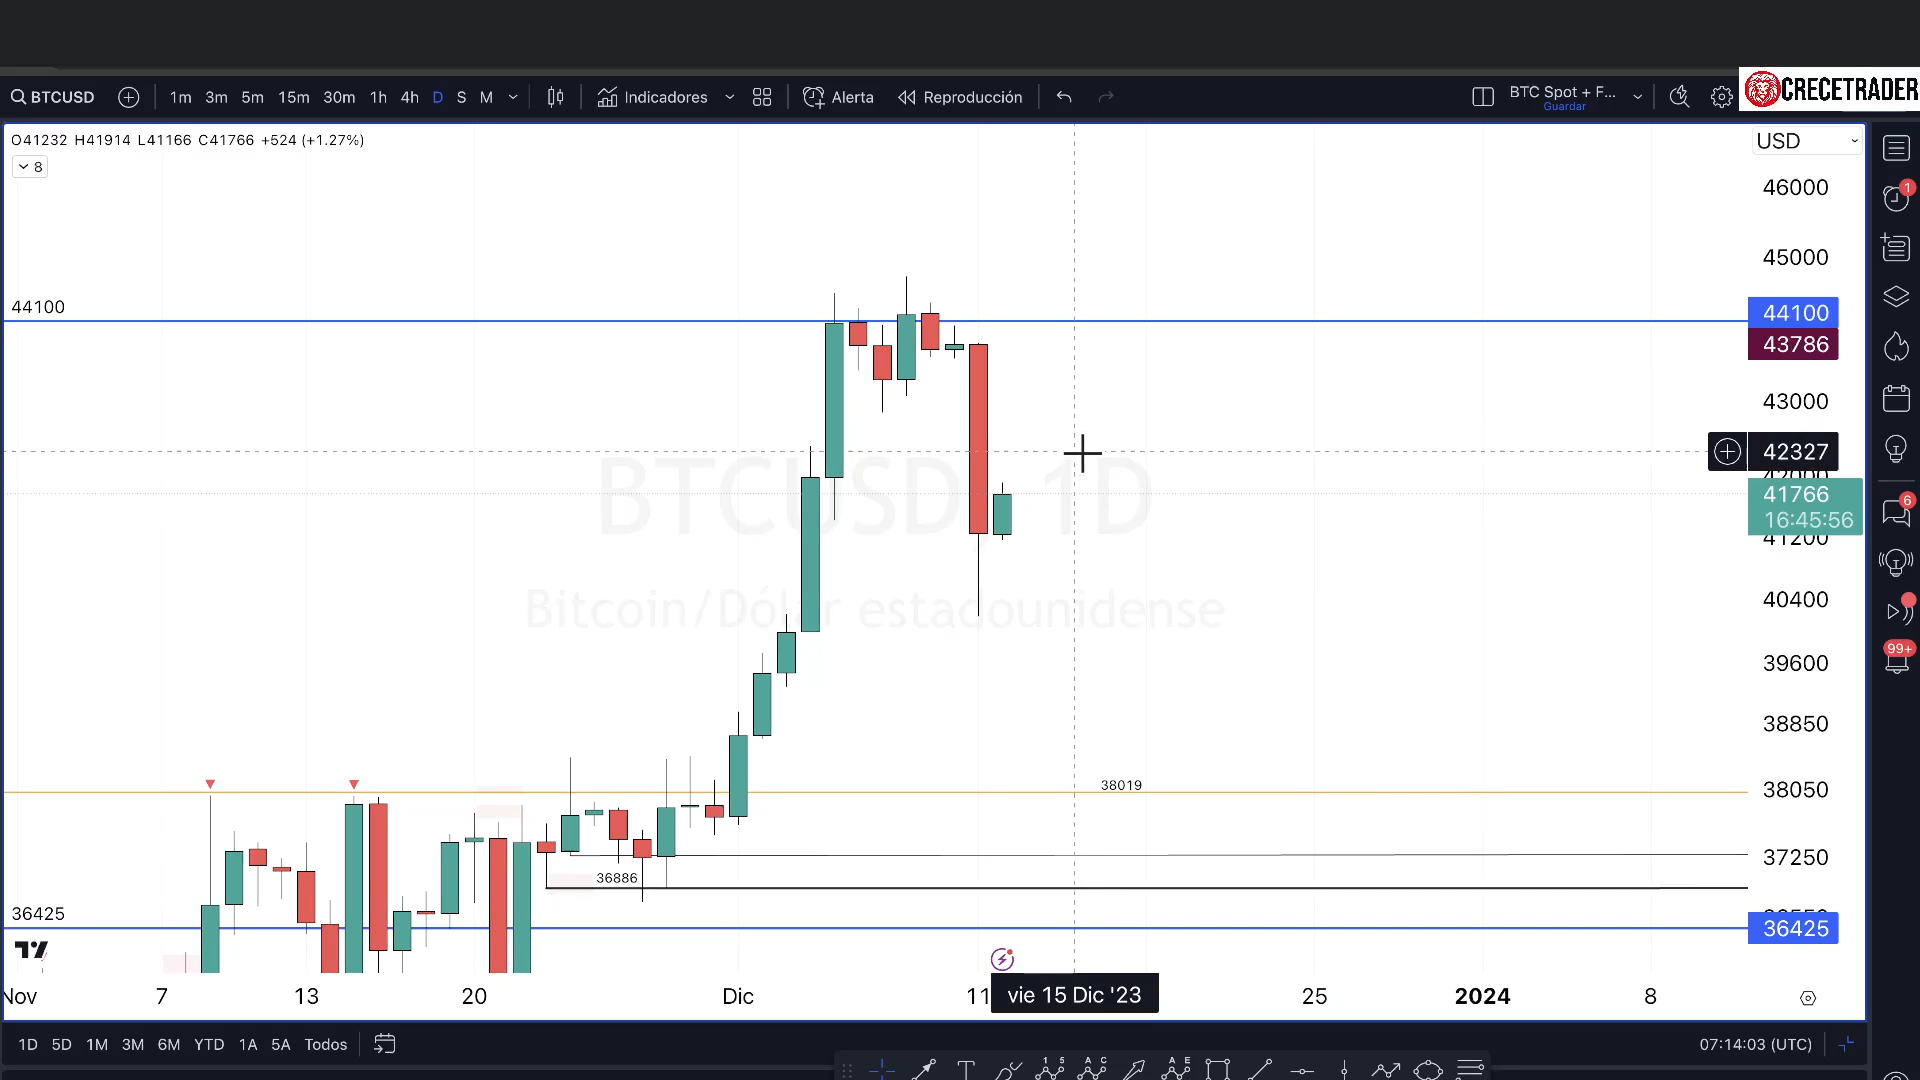 BTCUSD 1m 3m 5m 15m 30m 1h 4h D S M Indicadores Alerta Reproducción BTC Spot + F...
Guardar
CRECETRADER
O41232 H41914 L41166 C41766 +524 (+1.27%)
8
USD
46000
45000
44100
44100
43786
43000
42327
42000
41766
16:45:56
41200
40400
39600
38850
38050
37250
36425
BTCUSD, 1D
Bitcoin/Dólar estadounidense
38019
36886
36425
1
6
99+
Nov 7 13 20 Dic 11 vie 15 Dic '23 25 2024 8
1D 5D 1M 3M 6M YTD 1A 5A Todos
07:14:03 (UTC)